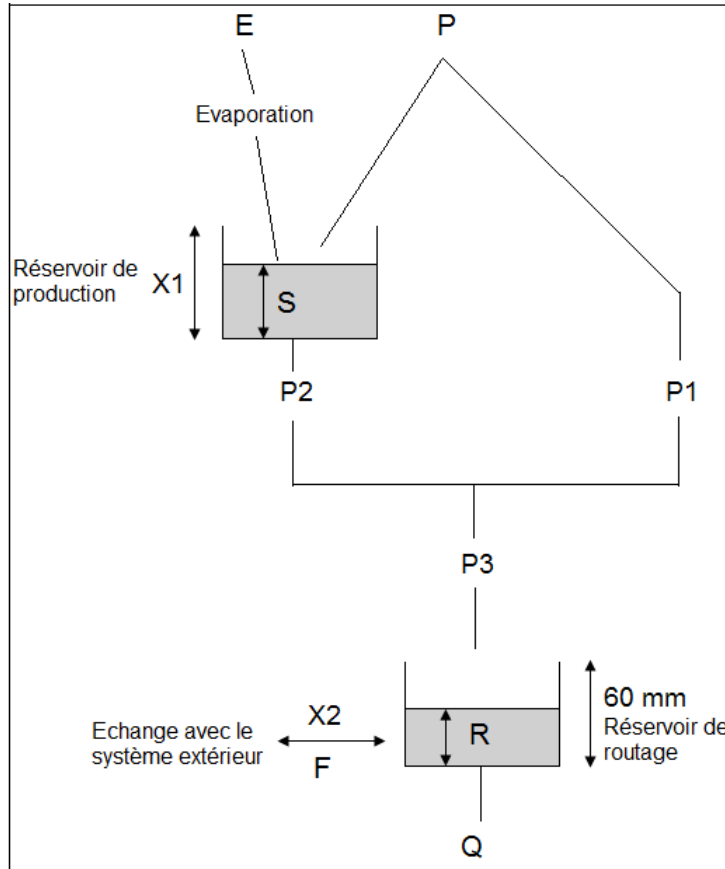 E
P
Evaporation
Réservoir de
production
X1
S
P2
P1
P3
60 mm
Réservoir de
routage
X2
Echange avec le
système extérieur
F
R
Q